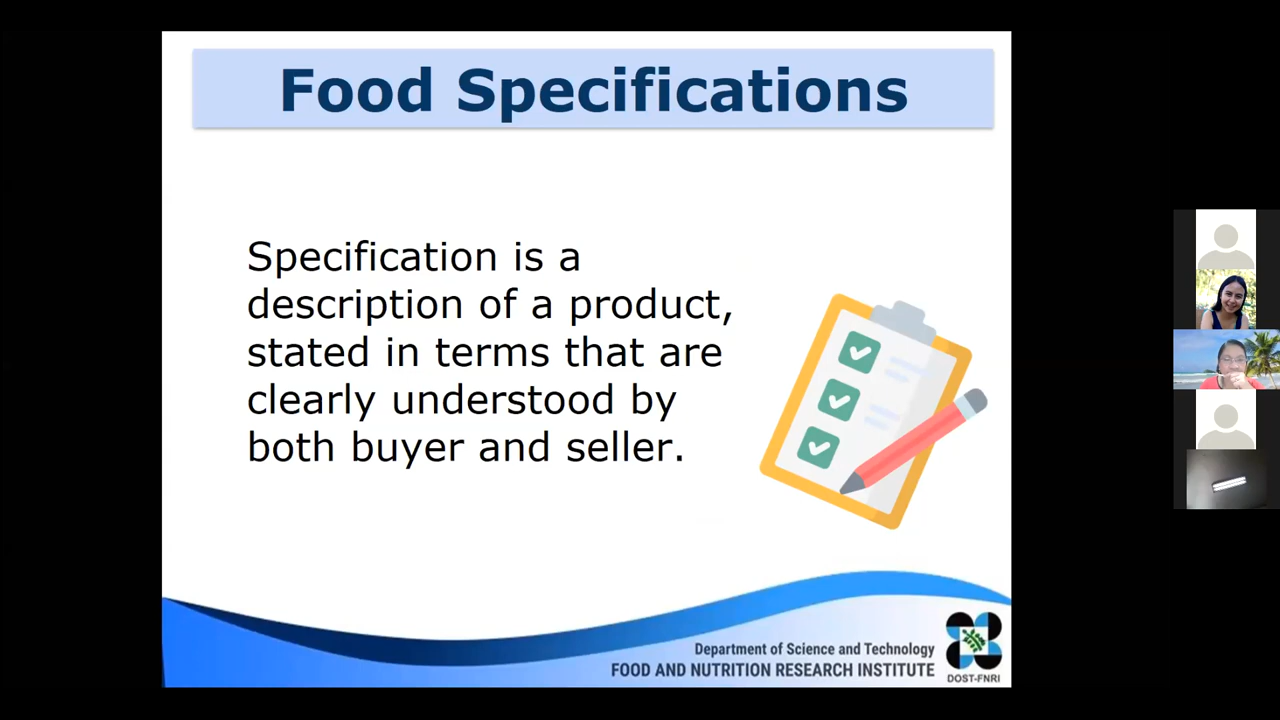 Food Specifications
Specification is a
description of a product,
stated in terms that are
clearly understood by
both buyer and seller.
Department of Science and Technology
FOOD AND NUTRITION RESEARCH INSTITUTE
DOST-FNRI